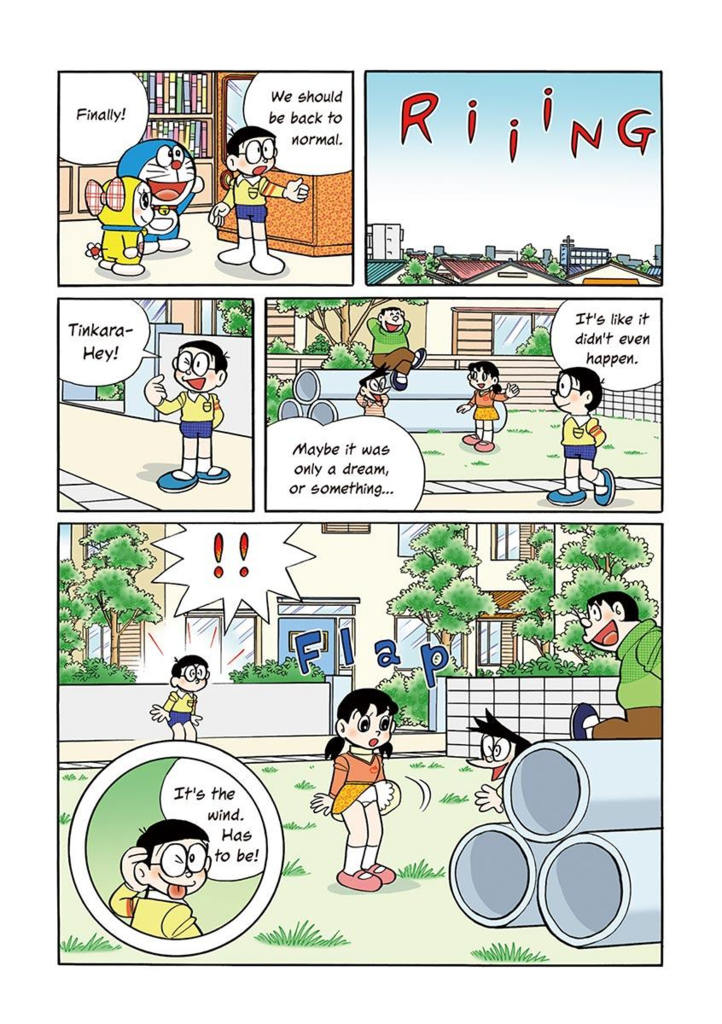 Finally!
We should
be back to
normal.
RiiiNG
Tinkara-
Hey!
It's like it
didn't even
happen.
Maybe it was
only a dream,
or something...
!!
Flap
It's the
wind.
Has
to be!